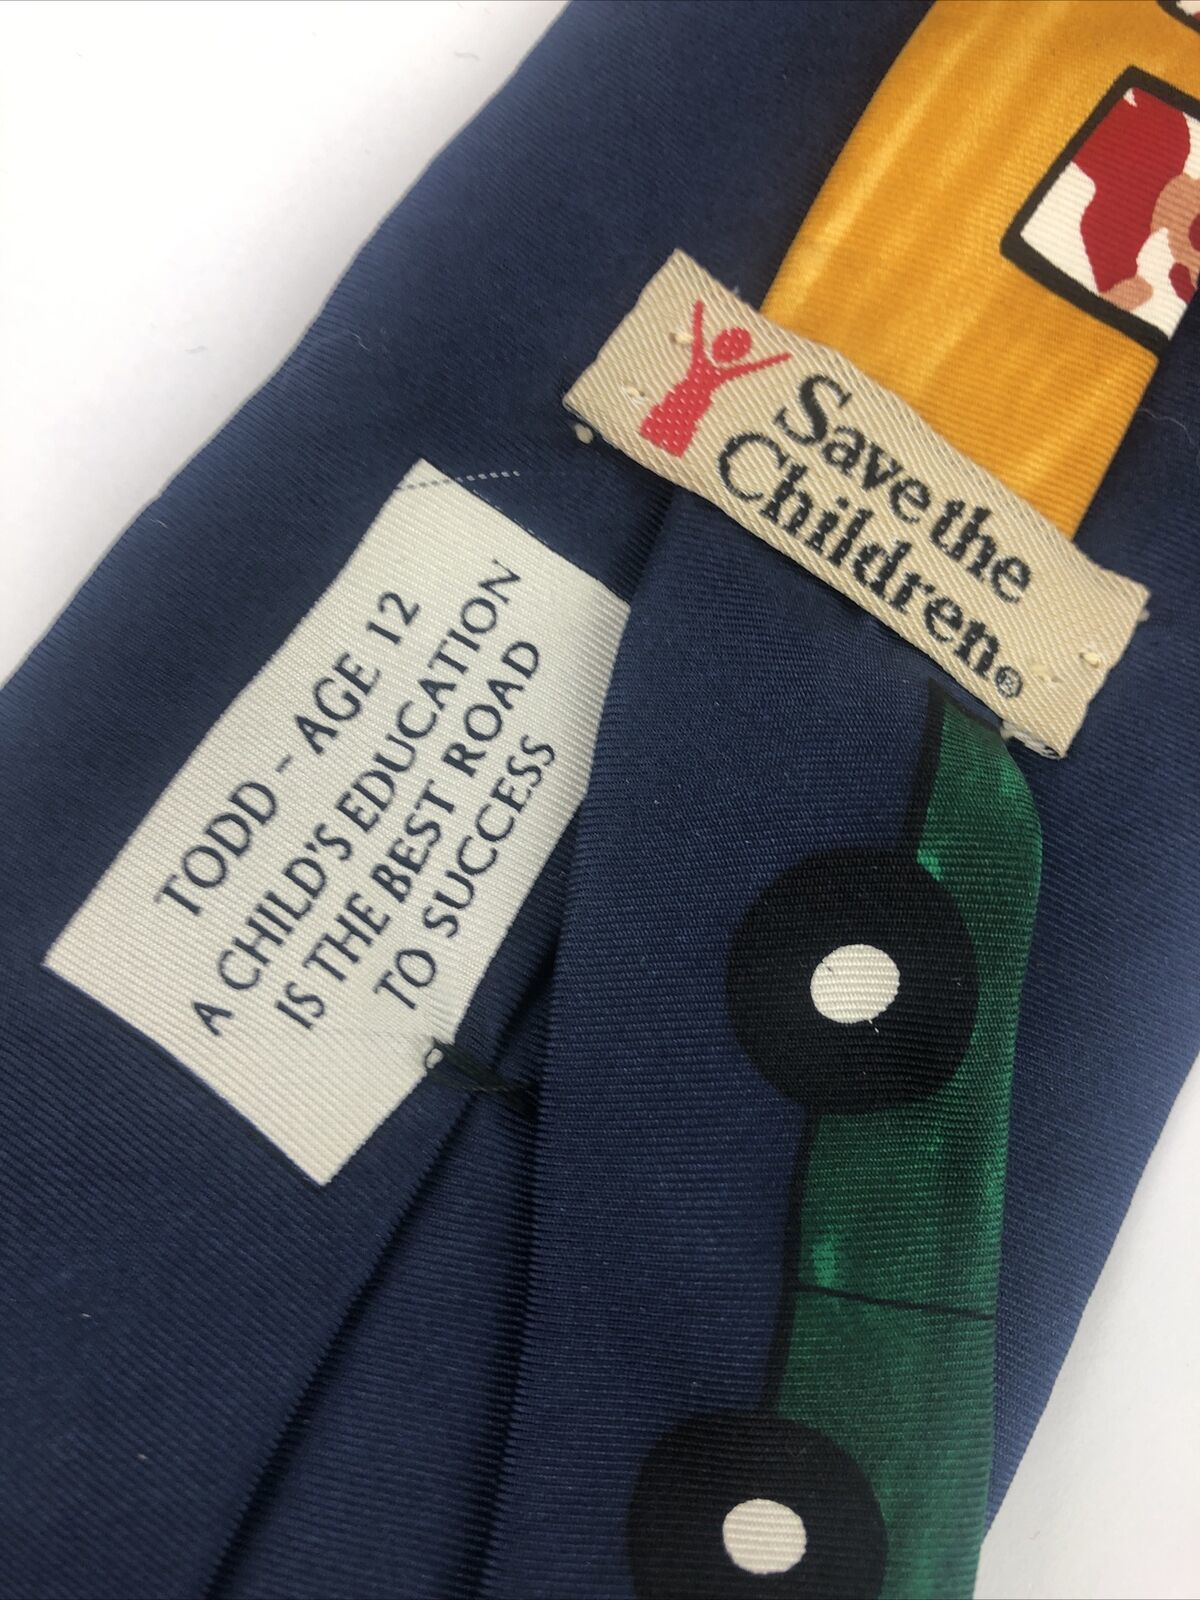 Save the
Children®
TODD - AGE 12
A CHILD'S EDUCATION
IS THE BEST ROAD
TO SUCCESS